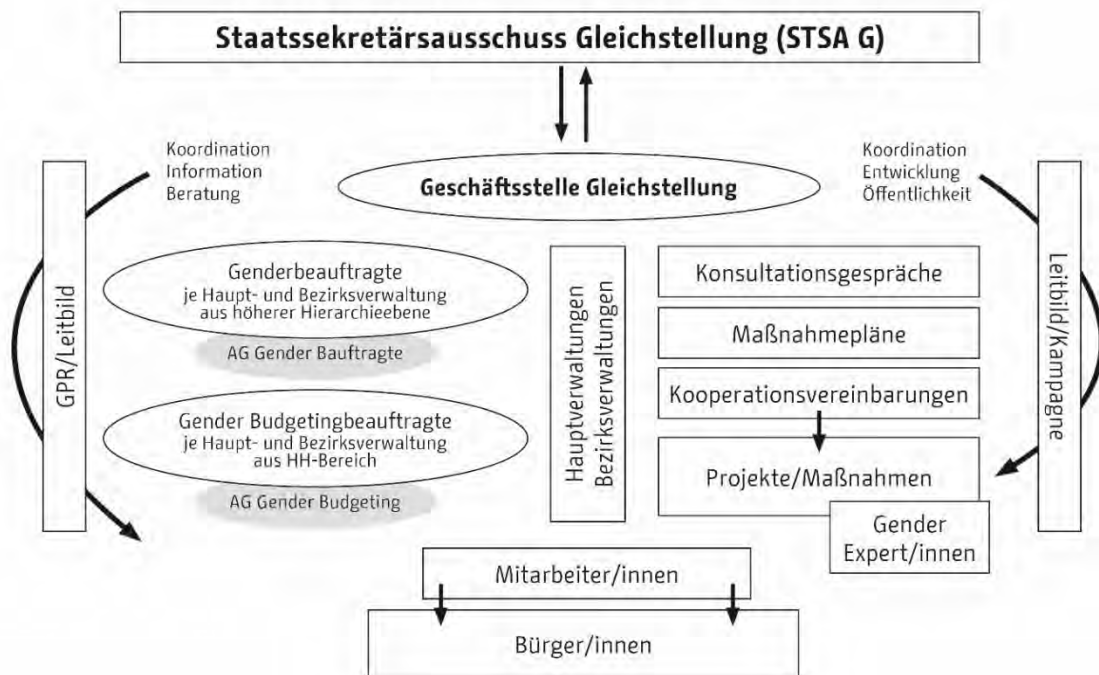 Staatssekretärsausschuss Gleichstellung (STSA G)
Koordination
Information
Beratung
Geschäftsstelle Gleichstellung
Koordination
Entwicklung
Öffentlichkeit
GPR/Leitbild
Genderbeauftragte
je Haupt- und Bezirksverwaltung
aus höherer Hierarchieebene
AG Gender Bauftragte
Gender Budgetingbeauftragte
je Haupt- und Bezirksverwaltung
aus HH-Bereich
AG Gender Budgeting
Hauptverwaltungen
Bezirksverwaltungen
Konsultationsgespräche
Maßnahmepläne
Kooperationsvereinbarungen
Projekte/Maßnahmen
Gender
Expert/innen
Leitbild/Kampagne
Mitarbeiter/innen
Bürger/innen